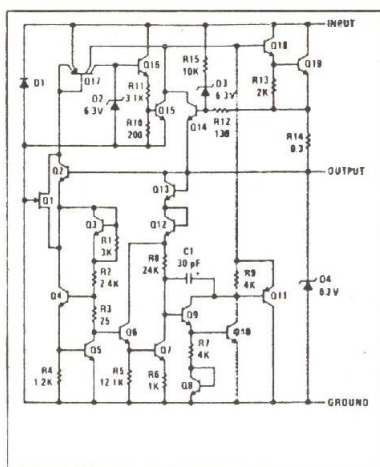 INPUT
Q18
Q16
Q19
R15
10K
Q17
D3
6.3V
R11
3.1K
R13
2K
D1
D2
6.3V
Q15
R12
130
Q14
R16
200
R14
0.3
Q2
OUTPUT
Q13
Q1
Q3
Q12
R1
3K
C1
30 pF
R8
24K
R2
2.4K
R9
4K
Q11
D4
6.3V
Q4
R3
25
Q9
Q6
Q10
Q5
Q7
R7
4K
R4
1.2K
R5
12.1K
R6
1K
Q8
GROUND